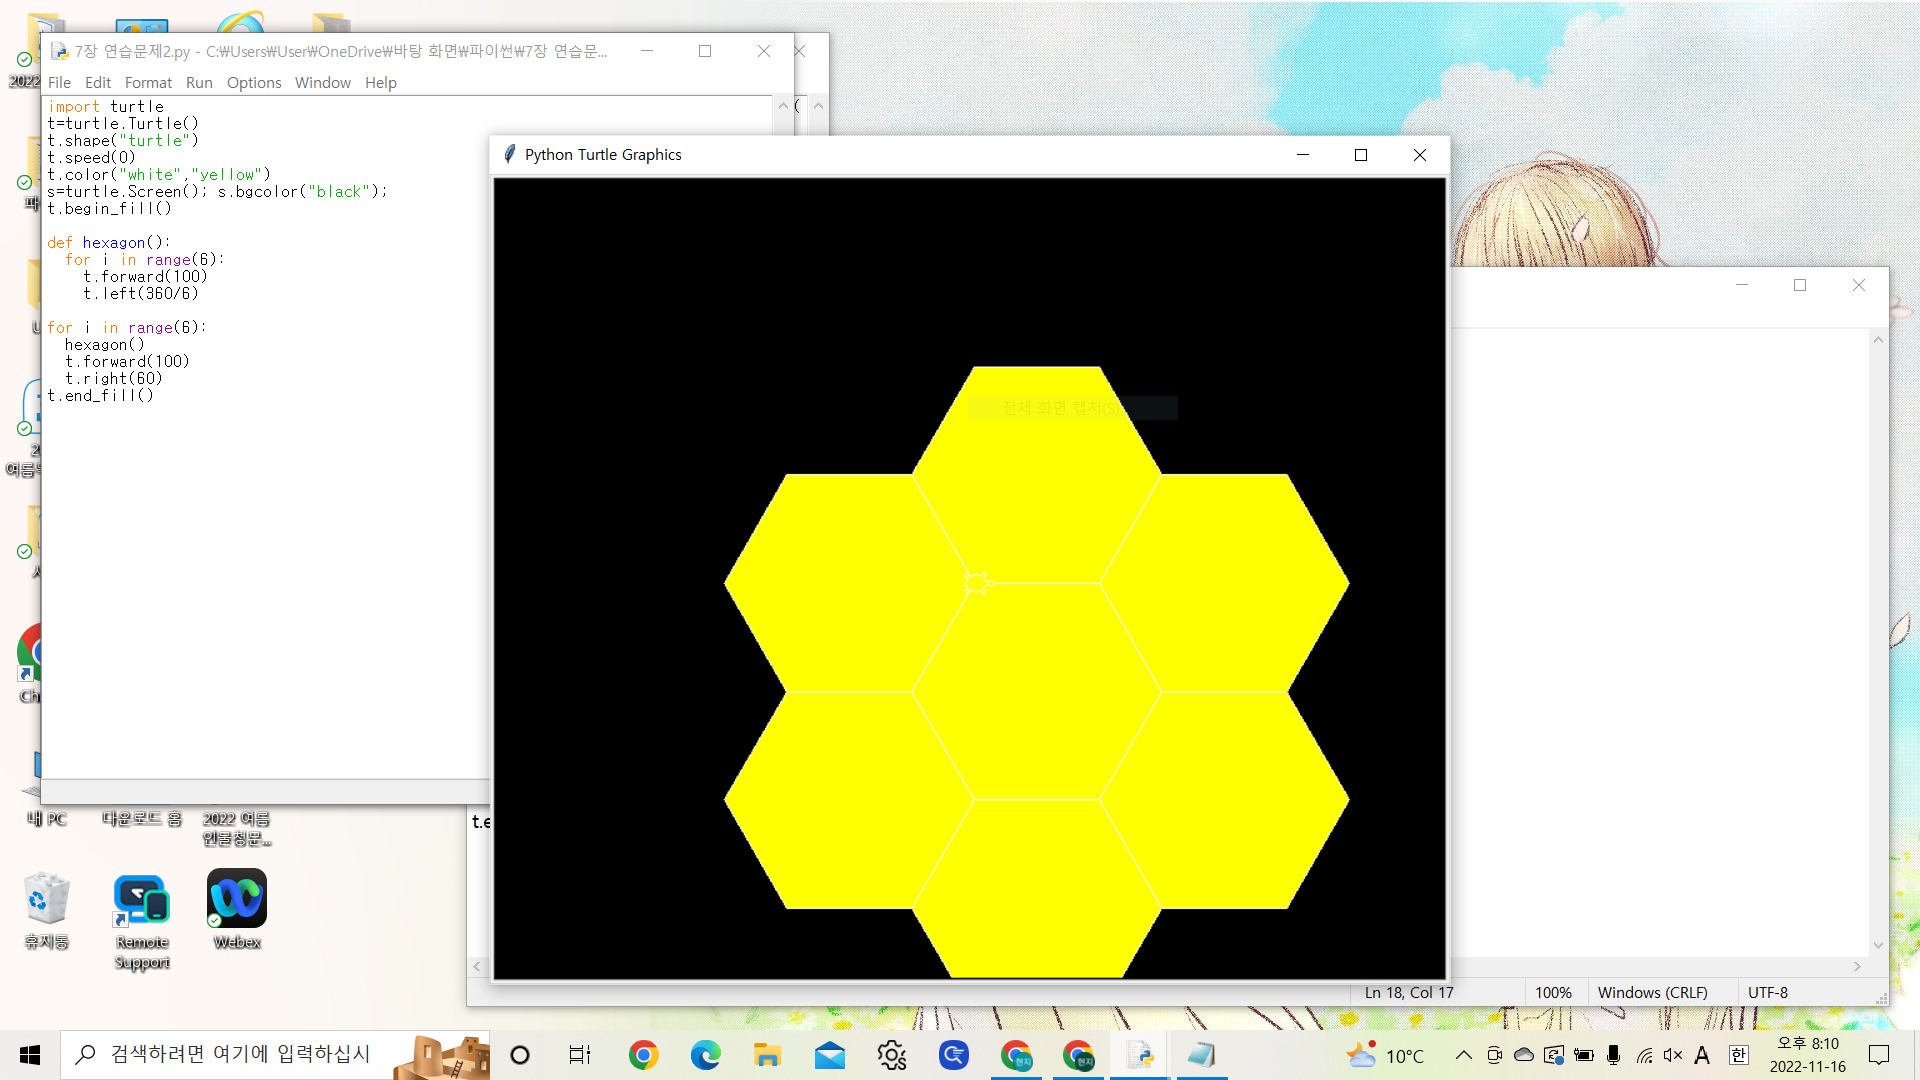 7장 연습문제2.py - C:₩Users₩User₩OneDrive₩바탕 화면₩파이썬₩7장 연습문...
File Edit Format Run Options Window Help
import turtle
t=turtle.Turtle()
t.shape("turtle")
t.speed(0)
t.color("white","yellow")
s=turtle.Screen(); s.bgcolor("black");
t.begin_fill()
def hexagon():
for i in range(6):
t.forward(100)
t.left(360/6)
for i in range(6):
hexagon()
t.forward(100)
t.right(60)
t.end_fill()
(
Python Turtle Graphics
전체 화면 캡처(S)
t.e
Ln 18, Col 17
100%
Windows (CRLF)
UTF-8
내 PC
다운로드 홈
2022 여름
인물청문...
휴지통
Remote
Support
Webex
검색하려면 여기에 입력하십시
10°C
A
한
오후 8:10
2022-11-16